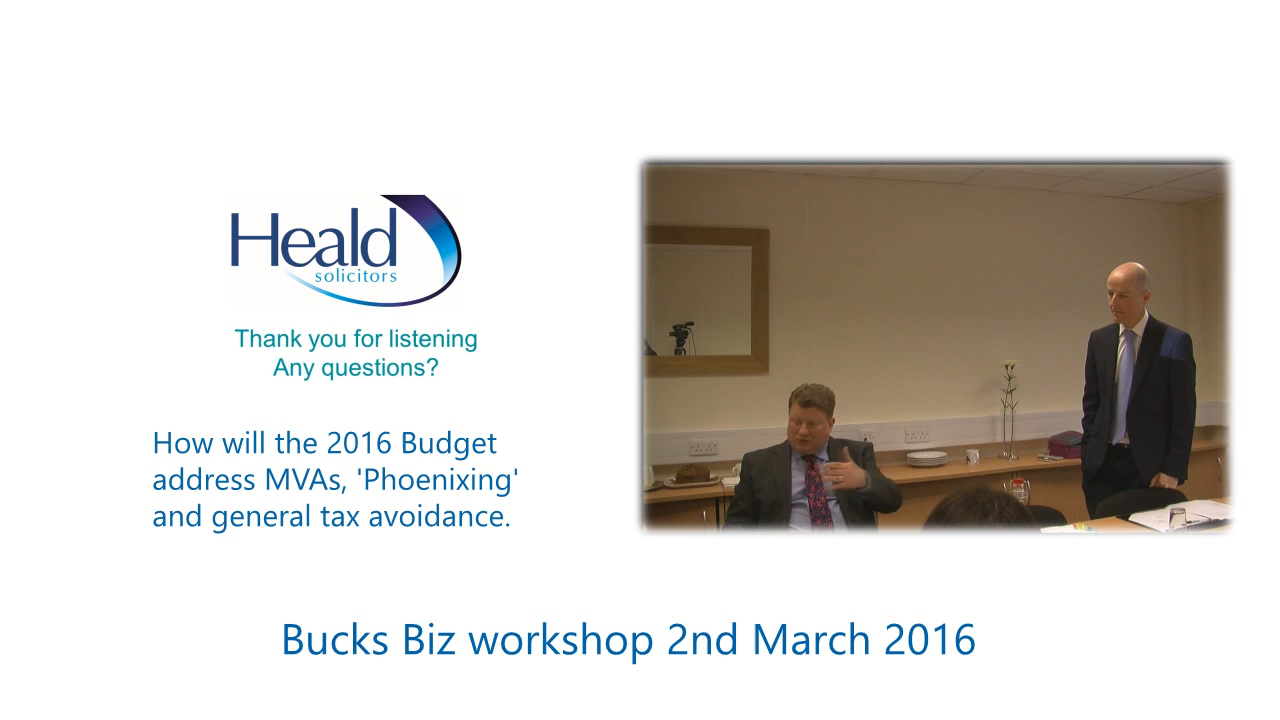 Heald
solicitors
Thank you for listening
Any questions?
How will the 2016 Budget
address MVAs, 'Phoenixing'
and general tax avoidance.
Bucks Biz workshop 2nd March 2016